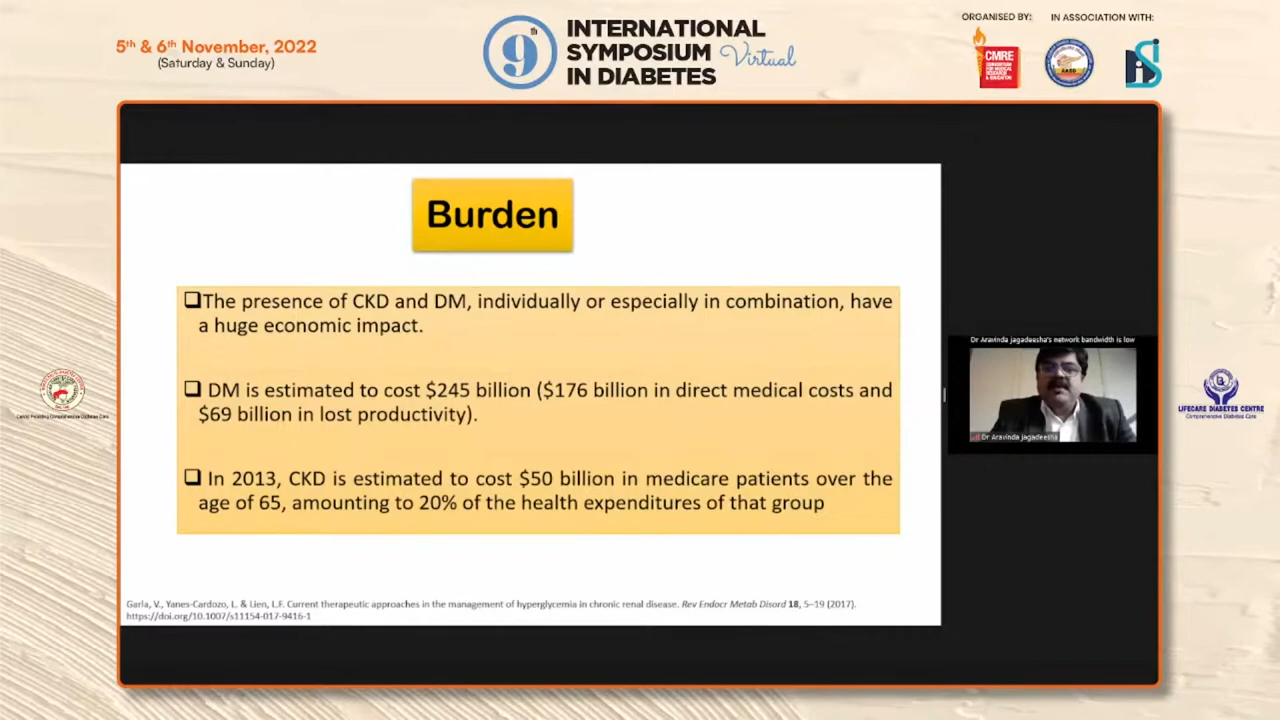 5th & 6th November, 2022
(Saturday & Sunday)
9th
INTERNATIONAL
SYMPOSIUM Virtual
IN DIABETES
ORGANISED BY:
IN ASSOCIATION WITH:
CMRE
CONSORTIUM
FOR MEDICAL
RESEARCH
& EDUCATION
Burden
❑The presence of CKD and DM, individually or especially in combination, have
a huge economic impact.
❑ DM is estimated to cost $245 billion ($176 billion in direct medical costs and
$69 billion in lost productivity).
❑ In 2013, CKD is estimated to cost $50 billion in medicare patients over the
age of 65, amounting to 20% of the health expenditures of that group
Garla, V., Yanes-Cardozo, L. & Lien, L.F. Current therapeutic approaches in the management of hyperglycemia in chronic renal disease. Rev Endocr Metab Disord 18, 5–19 (2017).
https://doi.org/10.1007/s11154-017-9416-1
Dr Aravinda jagadeesha's network bandwidth is low
Dr Aravinda jagadeesha
LIFECARE DIABETES CENTRE
Comprehensive Diabetes Care